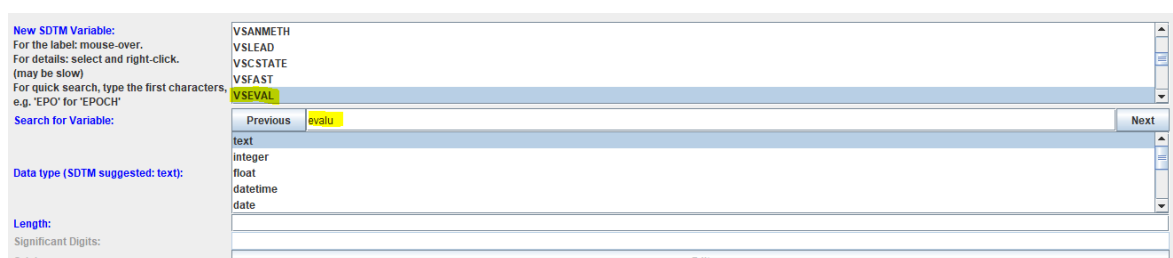 New SDTM Variable:
For the label: mouse-over.
For details: select and right-click.
(may be slow)
For quick search, type the first characters,
e.g. 'EPO' for 'EPOCH'
VSANMETH
VSLEAD
VSCSTATE
VSFAST
VSEVAL
Search for Variable:
Previous evalu Next
Data type (SDTM suggested: text):
text
integer
float
datetime
date
Length:
Significant Digits: